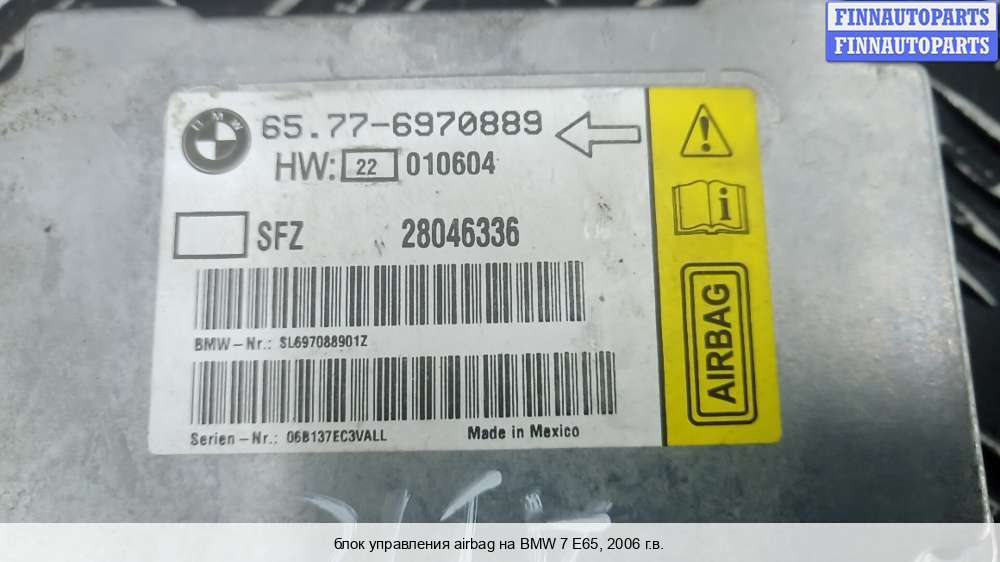 FINNAUTOPARTS
FINNAUTOPARTS
BMW
65.77-6970889
HW: 22 010604
SFZ 28046336
BMW-Nr.: SL697088901Z
Serien-Nr.: 06B137EC3VALL Made in Mexico
AIRBAG
блок управления airbag на BMW 7 E65, 2006 г.в.